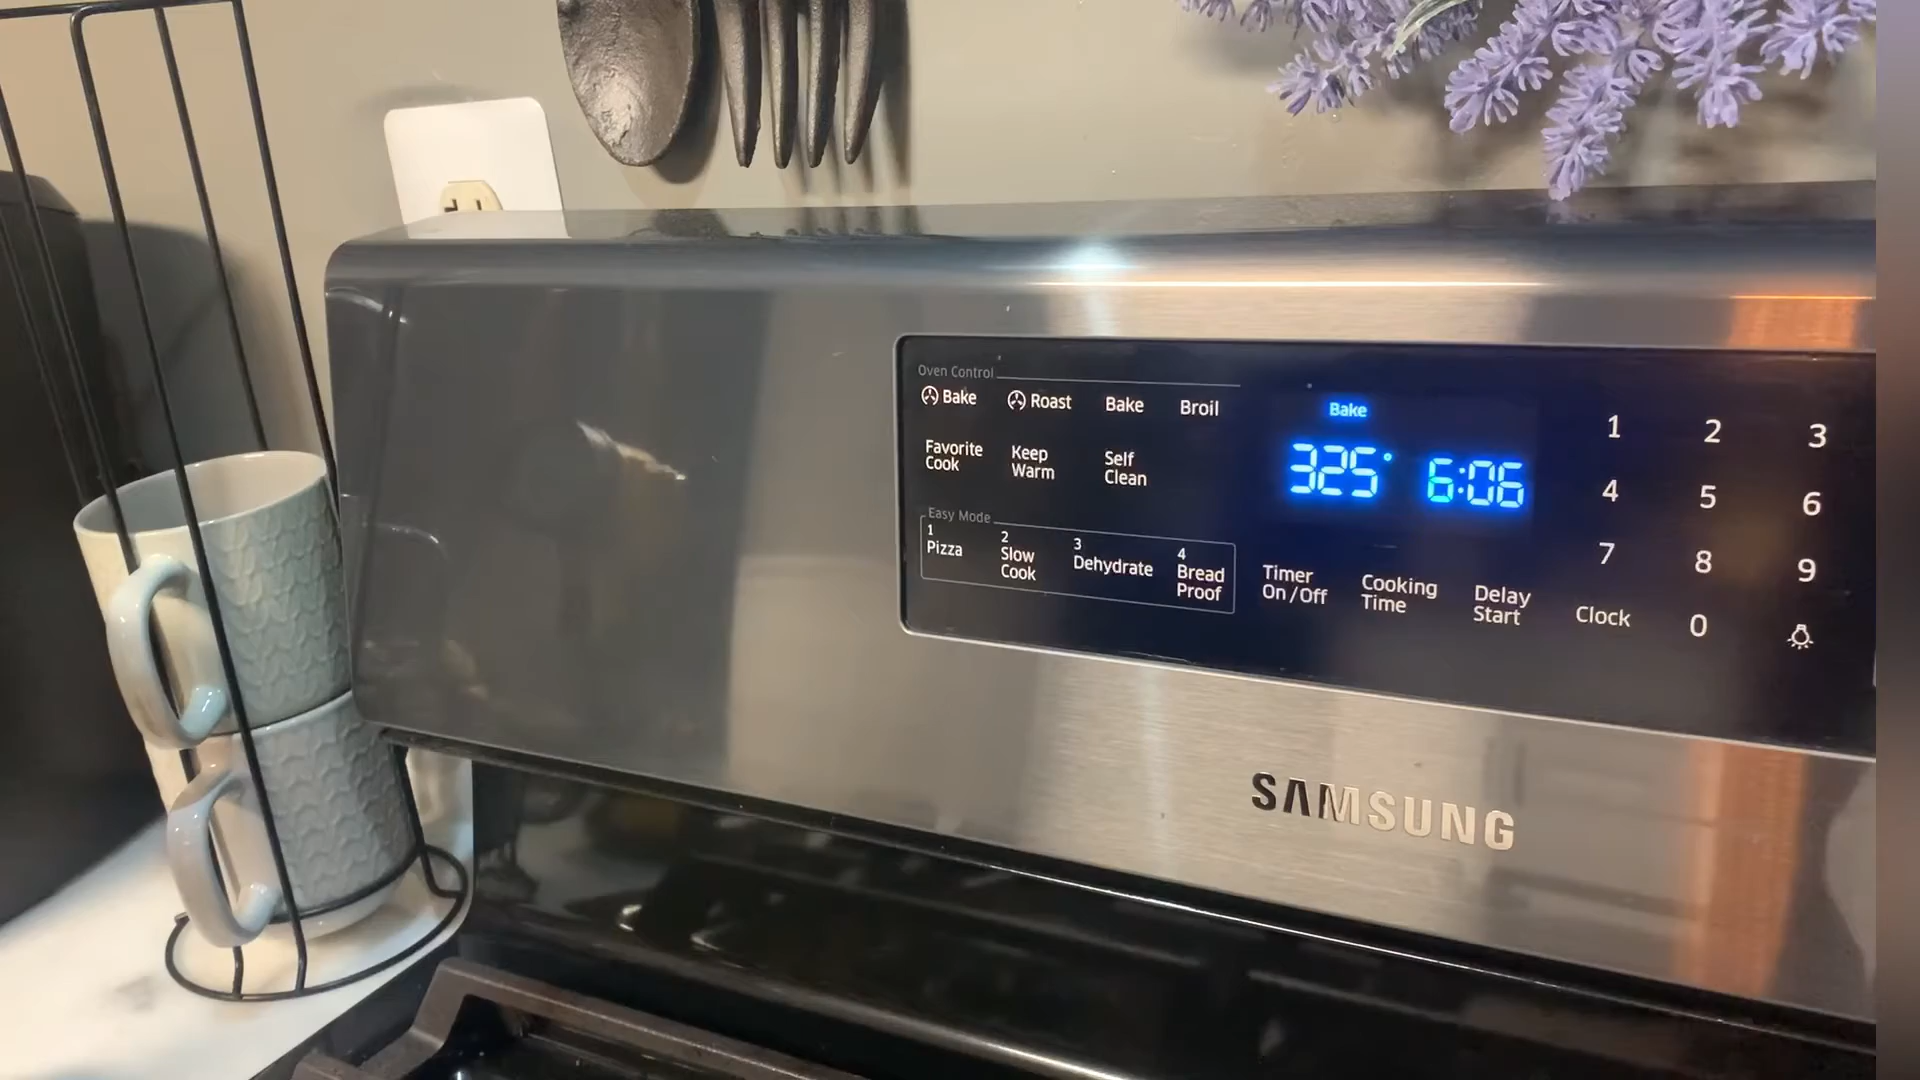 Oven Control
Bake Roast Bake Broil
Favorite Cook
Keep Warm
Self Clean
Easy Mode
1 Pizza
2 Slow Cook
3 Dehydrate
4 Bread Proof
Bake
325° 6:06
Timer On/Off
Cooking Time
Delay Start
Clock
1 2 3
4 5 6
7 8 9
0
SAMSUNG